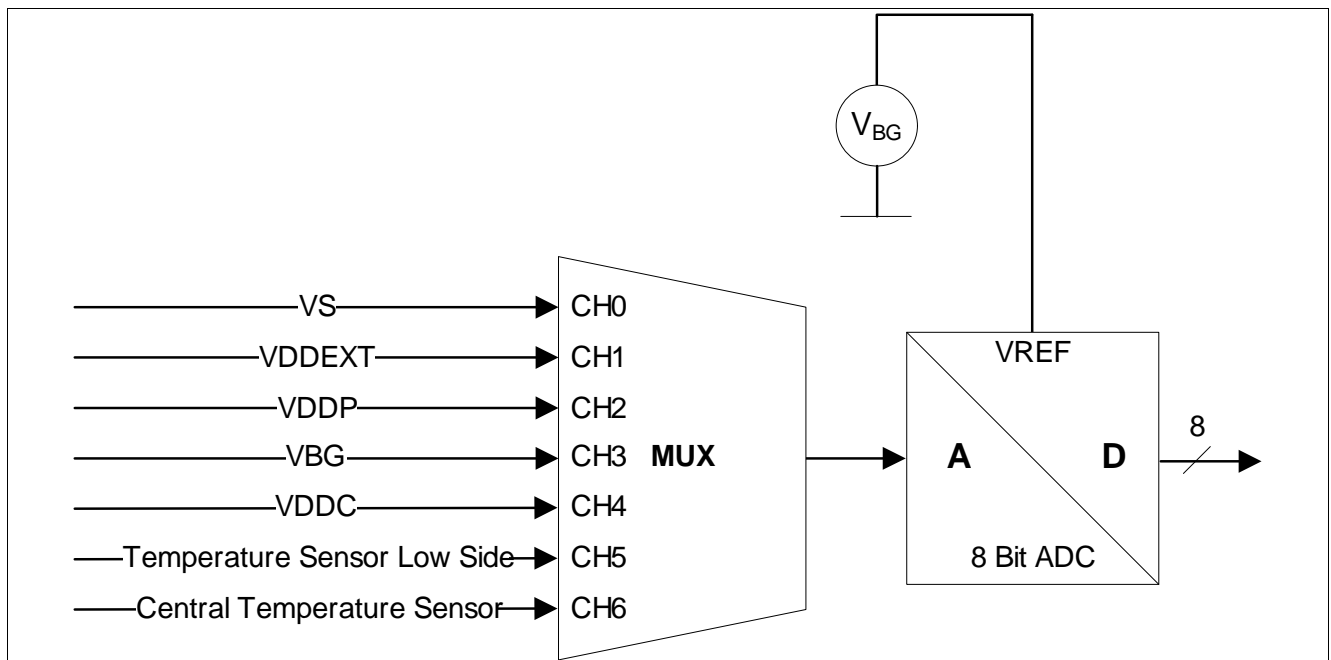 VBG
VS
CH0
VDDEXT
CH1
VREF
VDDP
CH2
8
VBG
CH3
MUX
A
D
VDDC
CH4
Temperature Sensor Low Side
CH5
8 Bit ADC
Central Temperature Sensor
CH6